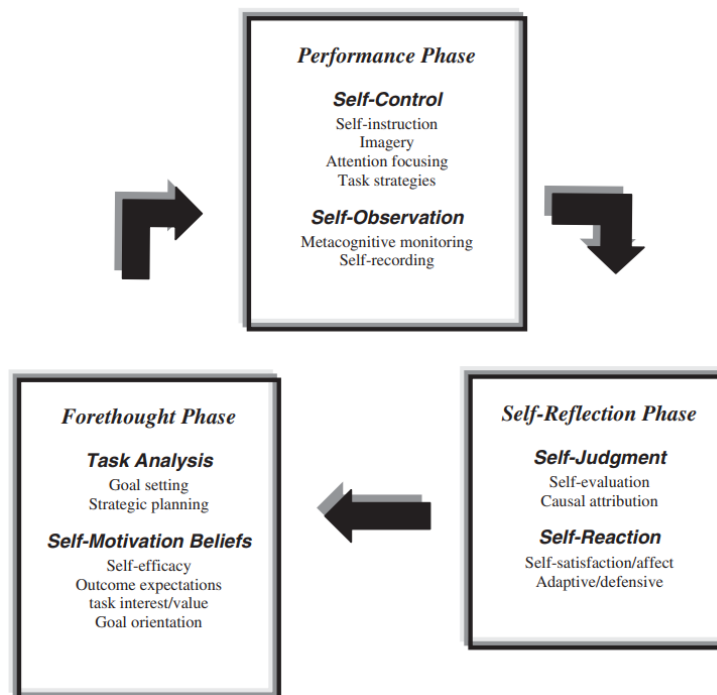 Performance Phase
Self-Control
Self-instruction
Imagery
Attention focusing
Task strategies
Self-Observation
Metacognitive monitoring
Self-recording
Forethought Phase
Task Analysis
Goal setting
Strategic planning
Self-Motivation Beliefs
Self-efficacy
Outcome expectations
task interest/value
Goal orientation
Self-Reflection Phase
Self-Judgment
Self-evaluation
Causal attribution
Self-Reaction
Self-satisfaction/affect
Adaptive/defensive